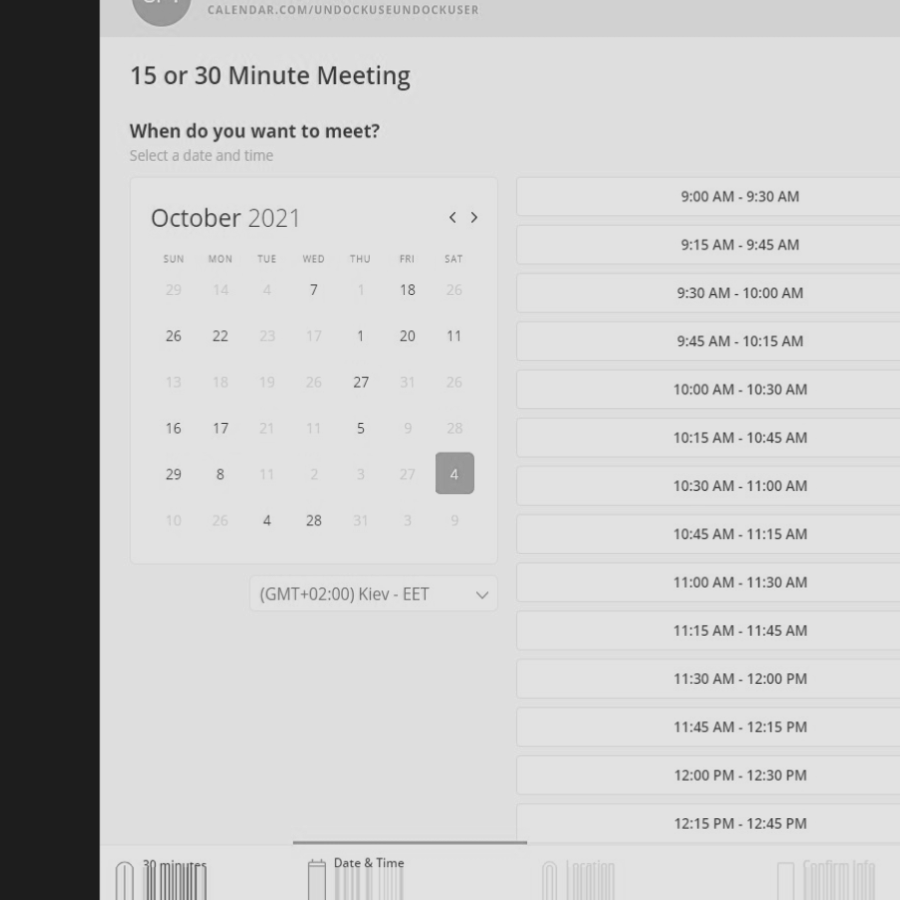 CALENDAR.COM/UNDOCKUSEUNDOCKUSER
15 or 30 Minute Meeting
When do you want to meet?
Select a date and time
October 2021
SUN MON TUE WED THU FRI SAT
29 14 4 7 1 18 26
26 22 23 17 1 20 11
13 18 19 26 27 31 26
16 17 21 11 5 9 28
29 8 11 2 3 27 4
10 26 4 28 31 3 9
(GMT+02:00) Kiev - EET
9:00 AM - 9:30 AM
9:15 AM - 9:45 AM
9:30 AM - 10:00 AM
9:45 AM - 10:15 AM
10:00 AM - 10:30 AM
10:15 AM - 10:45 AM
10:30 AM - 11:00 AM
10:45 AM - 11:15 AM
11:00 AM - 11:30 AM
11:15 AM - 11:45 AM
11:30 AM - 12:00 PM
11:45 AM - 12:15 PM
12:00 PM - 12:30 PM
12:15 PM - 12:45 PM
30 minutes Date & Time Location Confirm Info